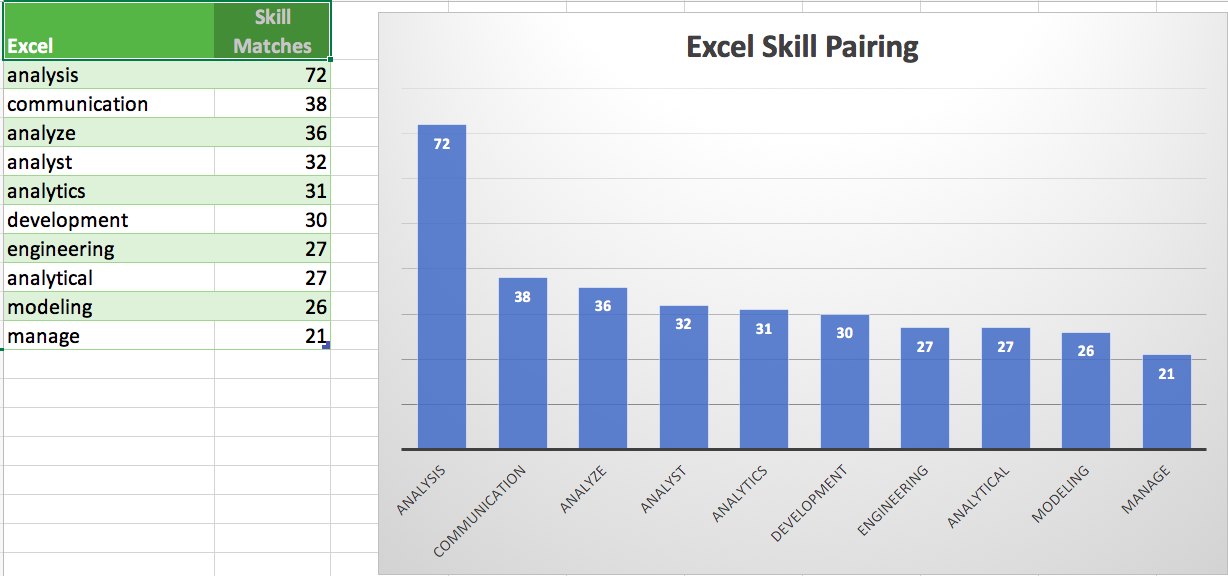 Skill
Excel Matches
analysis 72
communication 38
analyze 36
analyst 32
analytics 31
development 30
engineering 27
analytical 27
modeling 26
manage 21
Excel Skill Pairing
72 38 36 32 31 30 27 27 26 21
ANALYSIS COMMUNICATION ANALYZE ANALYST ANALYTICS DEVELOPMENT ENGINEERING ANALYTICAL MODELING MANAGE